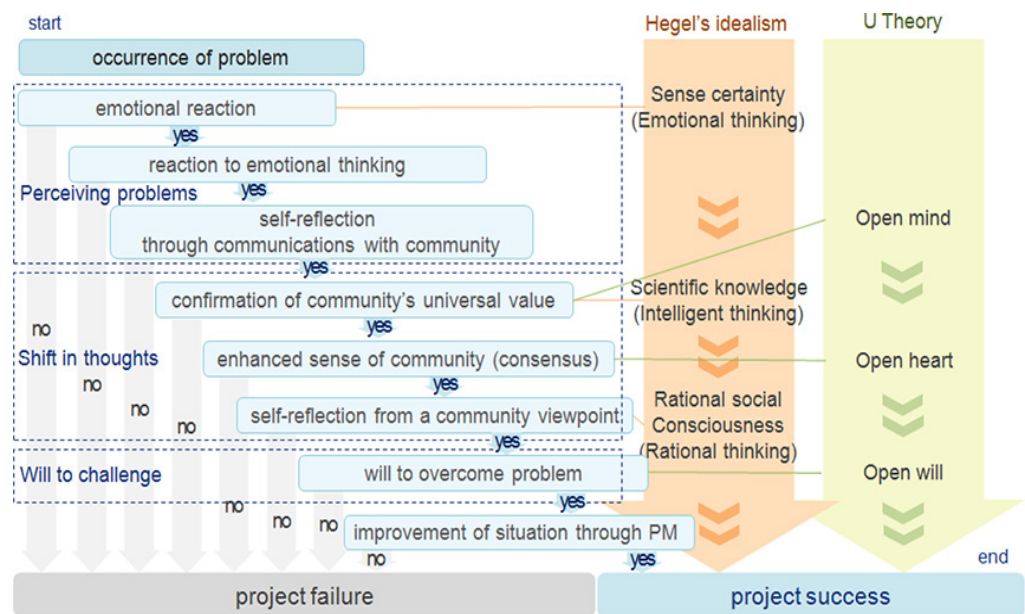 start
Hegel's idealism
U Theory
occurrence of problem
emotional reaction
Sense certainty
(Emotional thinking)
yes
reaction to emotional thinking
yes
Perceiving problems
self-reflection
through communications with community
Open mind
yes
confirmation of community's universal value
Scientific knowledge
(Intelligent thinking)
no
yes
Shift in thoughts
enhanced sense of community (consensus)
Open heart
no
yes
no
self-reflection from a community viewpoint
Rational social
Consciousness
(Rational thinking)
no
yes
Will to challenge
will to overcome problem
Open will
no
yes
no
no
improvement of situation through PM
no
yes
end
project failure
project success